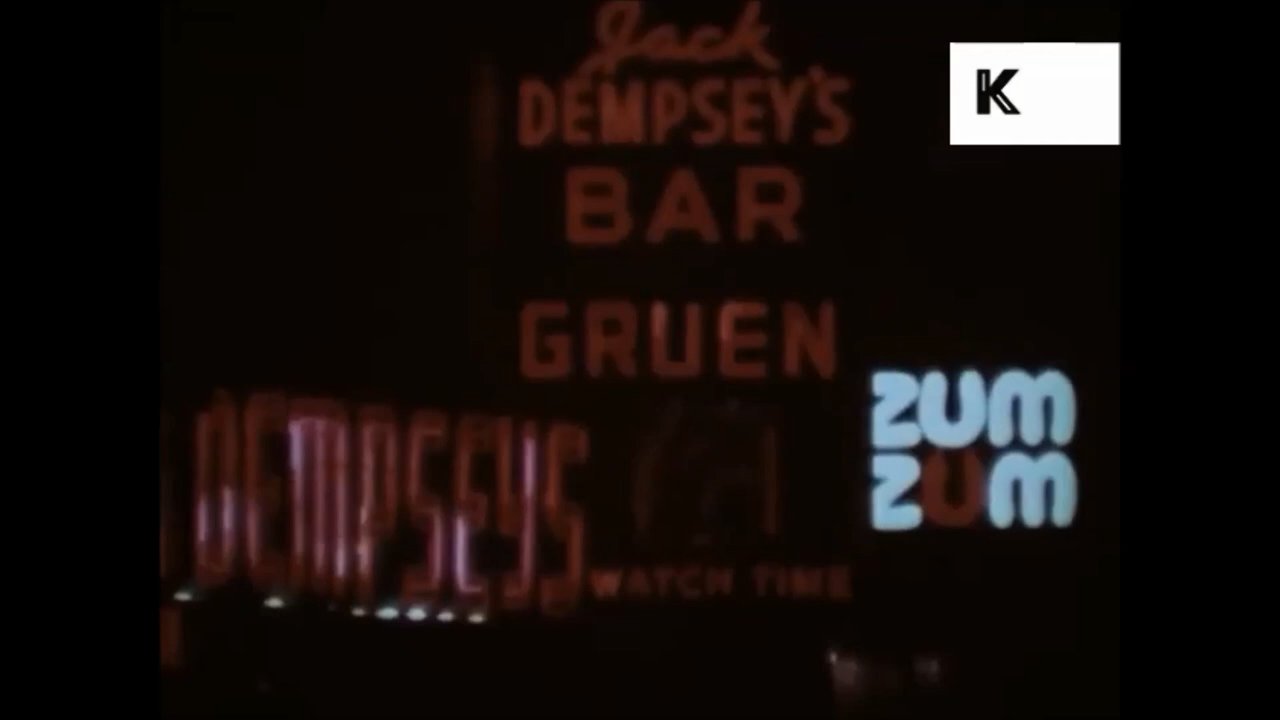 Jack
DEMPSEY'S
BAR
GRUEN
DEMPSEYS
WATCH TIME
ZUM
ZUM
K